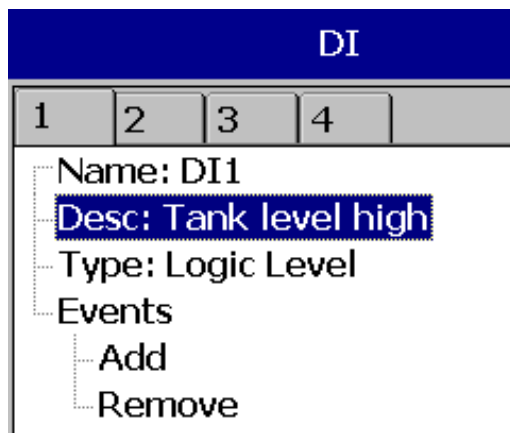 DI
1 2 3 4
Name: DI1
Desc: Tank level high
Type: Logic Level
Events
Add
Remove